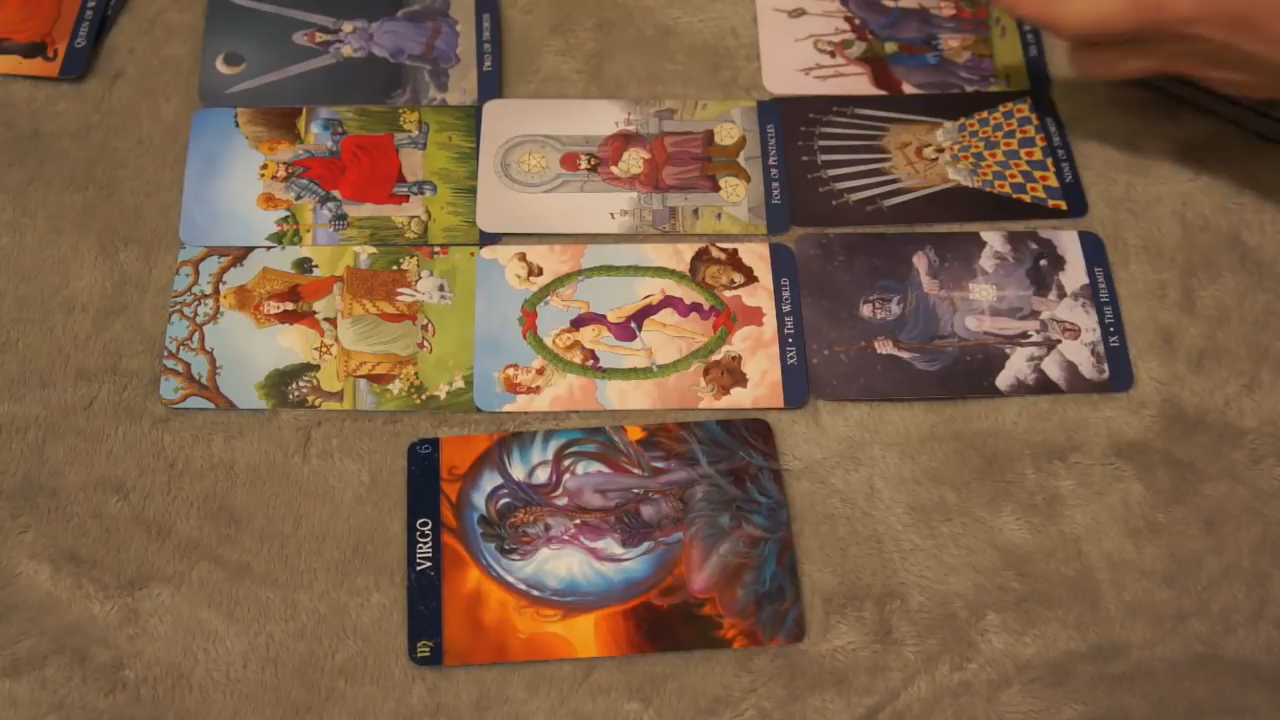 QUEEN OF W
TWO OF SWORDS
FOUR OF PENTACLES
NINE OF SWORDS
XXI • THE WORLD
IX • THE HERMIT
6
VIRGO
♍